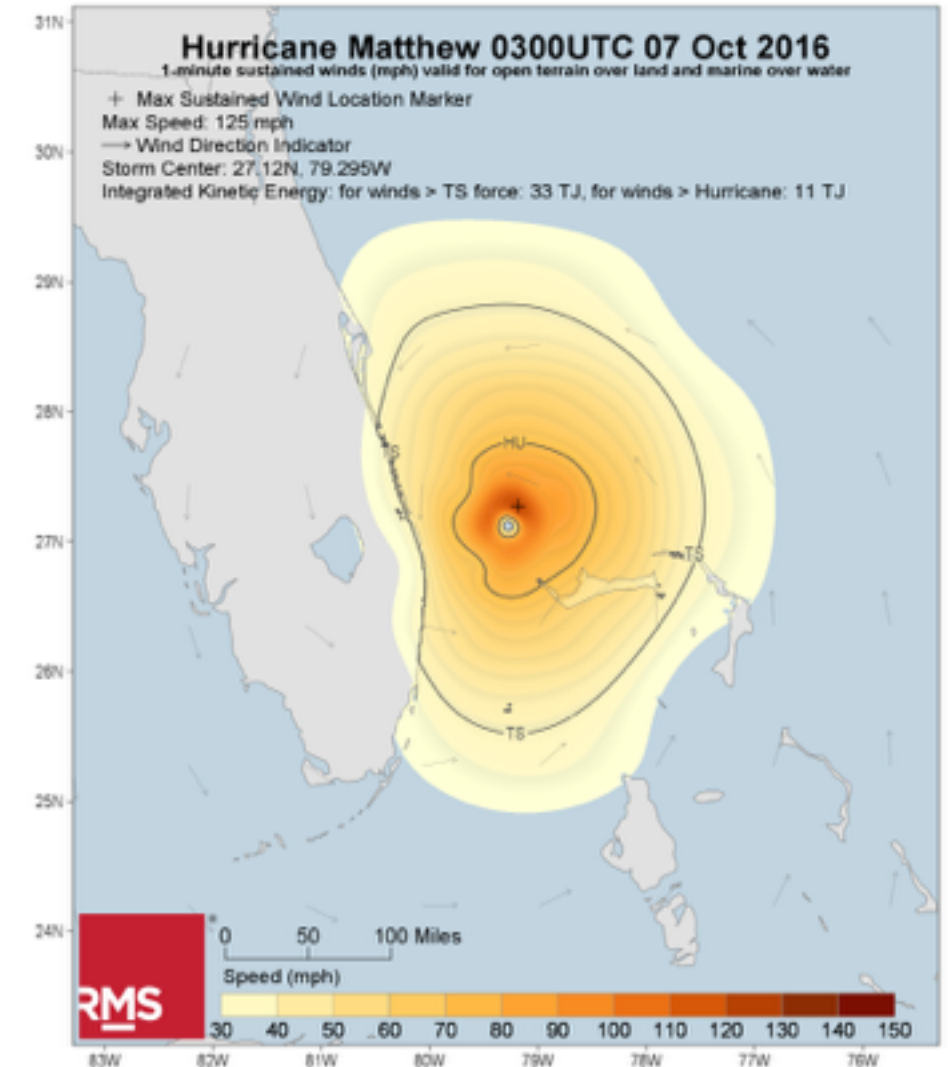 Hurricane Matthew 0300UTC 07 Oct 2016
1-minute sustained winds (mph) valid for open terrain over land and marine over water
+ Max Sustained Wind Location Marker
Max Speed: 125 mph
→ Wind Direction Indicator
Storm Center: 27.12N, 79.295W
Integrated Kinetic Energy: for winds > TS force: 33 TJ, for winds > Hurricane: 11 TJ
31N
30N
29N
28N
HU
27N
TS
26N
TS
25N
24N
0 50 100 Miles
Speed (mph)
RMS
30 40 50 60 70 80 90 100 110 120 130 140 150
83W 82W 81W 80W 79W 78W 77W 76W